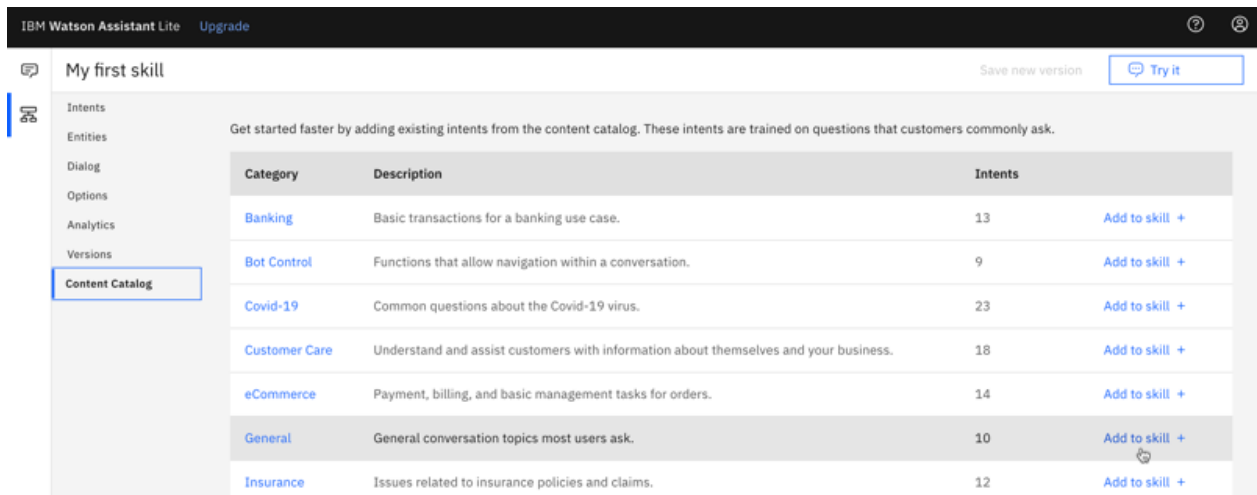 IBM Watson Assistant Lite Upgrade
My first skill Save new version Try it
Intents
Entities
Dialog
Options
Analytics
Versions
Content Catalog
Get started faster by adding existing intents from the content catalog. These intents are trained on questions that customers commonly ask.
Category Description Intents
Banking Basic transactions for a banking use case. 13 Add to skill +
Bot Control Functions that allow navigation within a conversation. 9 Add to skill +
Covid-19 Common questions about the Covid-19 virus. 23 Add to skill +
Customer Care Understand and assist customers with information about themselves and your business. 18 Add to skill +
eCommerce Payment, billing, and basic management tasks for orders. 14 Add to skill +
General General conversation topics most users ask. 10 Add to skill +
Insurance Issues related to insurance policies and claims. 12 Add to skill +